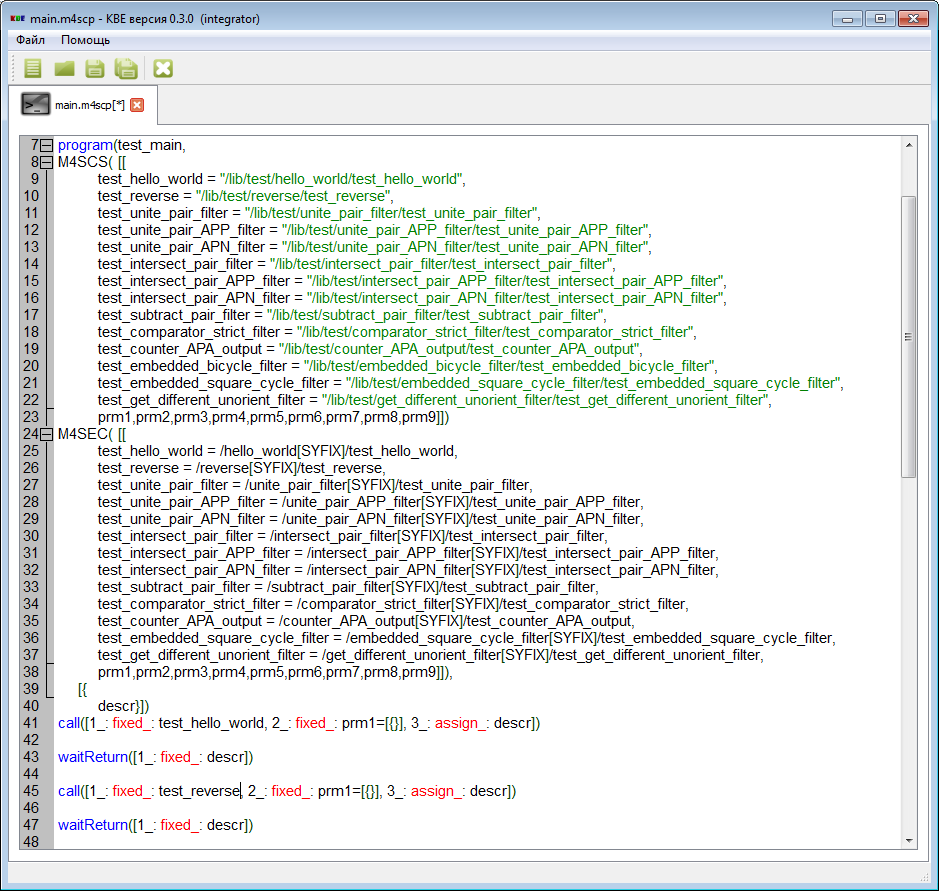 KBE main.m4scp - KBE версия 0.3.0 (integrator)
Файл Помощь
main.m4scp[*]
7 program(test_main,
8 M4SCS( [[
9 test_hello_world = "/lib/test/hello_world/test_hello_world",
10 test_reverse = "/lib/test/reverse/test_reverse",
11 test_unite_pair_filter = "/lib/test/unite_pair_filter/test_unite_pair_filter",
12 test_unite_pair_APP_filter = "/lib/test/unite_pair_APP_filter/test_unite_pair_APP_filter",
13 test_unite_pair_APN_filter = "/lib/test/unite_pair_APN_filter/test_unite_pair_APN_filter",
14 test_intersect_pair_filter = "/lib/test/intersect_pair_filter/test_intersect_pair_filter",
15 test_intersect_pair_APP_filter = "/lib/test/intersect_pair_APP_filter/test_intersect_pair_APP_filter",
16 test_intersect_pair_APN_filter = "/lib/test/intersect_pair_APN_filter/test_intersect_pair_APN_filter",
17 test_subtract_pair_filter = "/lib/test/subtract_pair_filter/test_subtract_pair_filter",
18 test_comparator_strict_filter = "/lib/test/comparator_strict_filter/test_comparator_strict_filter",
19 test_counter_APA_output = "/lib/test/counter_APA_output/test_counter_APA_output",
20 test_embedded_bicycle_filter = "/lib/test/embedded_bicycle_filter/test_embedded_bicycle_filter",
21 test_embedded_square_cycle_filter = "/lib/test/embedded_square_cycle_filter/test_embedded_square_cycle_filter",
22 test_get_different_unorient_filter = "/lib/test/get_different_unorient_filter/test_get_different_unorient_filter",
23 prm1,prm2,prm3,prm4,prm5,prm6,prm7,prm8,prm9]])
24 M4SEC( [[
25 test_hello_world = /hello_world[SYFIX]/test_hello_world,
26 test_reverse = /reverse[SYFIX]/test_reverse,
27 test_unite_pair_filter = /unite_pair_filter[SYFIX]/test_unite_pair_filter,
28 test_unite_pair_APP_filter = /unite_pair_APP_filter[SYFIX]/test_unite_pair_APP_filter,
29 test_unite_pair_APN_filter = /unite_pair_APN_filter[SYFIX]/test_unite_pair_APN_filter,
30 test_intersect_pair_filter = /intersect_pair_filter[SYFIX]/test_intersect_pair_filter,
31 test_intersect_pair_APP_filter = /intersect_pair_APP_filter[SYFIX]/test_intersect_pair_APP_filter,
32 test_intersect_pair_APN_filter = /intersect_pair_APN_filter[SYFIX]/test_intersect_pair_APN_filter,
33 test_subtract_pair_filter = /subtract_pair_filter[SYFIX]/test_subtract_pair_filter,
34 test_comparator_strict_filter = /comparator_strict_filter[SYFIX]/test_comparator_strict_filter,
35 test_counter_APA_output = /counter_APA_output[SYFIX]/test_counter_APA_output,
36 test_embedded_square_cycle_filter = /embedded_square_cycle_filter[SYFIX]/test_embedded_square_cycle_filter,
37 test_get_different_unorient_filter = /get_different_unorient_filter[SYFIX]/test_get_different_unorient_filter,
38 prm1,prm2,prm3,prm4,prm5,prm6,prm7,prm8,prm9]]),
39 [{
40 descr}])
41 call([1_: fixed_: test_hello_world, 2_: fixed_: prm1=[{}], 3_: assign_: descr])
42
43 waitReturn([1_: fixed_: descr])
44
45 call([1_: fixed_: test_reverse, 2_: fixed_: prm1=[{}], 3_: assign_: descr])
46
47 waitReturn([1_: fixed_: descr])
48